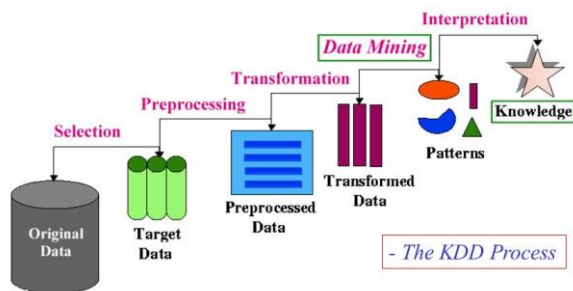 Interpretation
Data Mining
Transformation
Preprocessing
Selection
Knowledge
Patterns
Transformed
Data
Preprocessed
Data
Target
Data
Original
Data
- The KDD Process